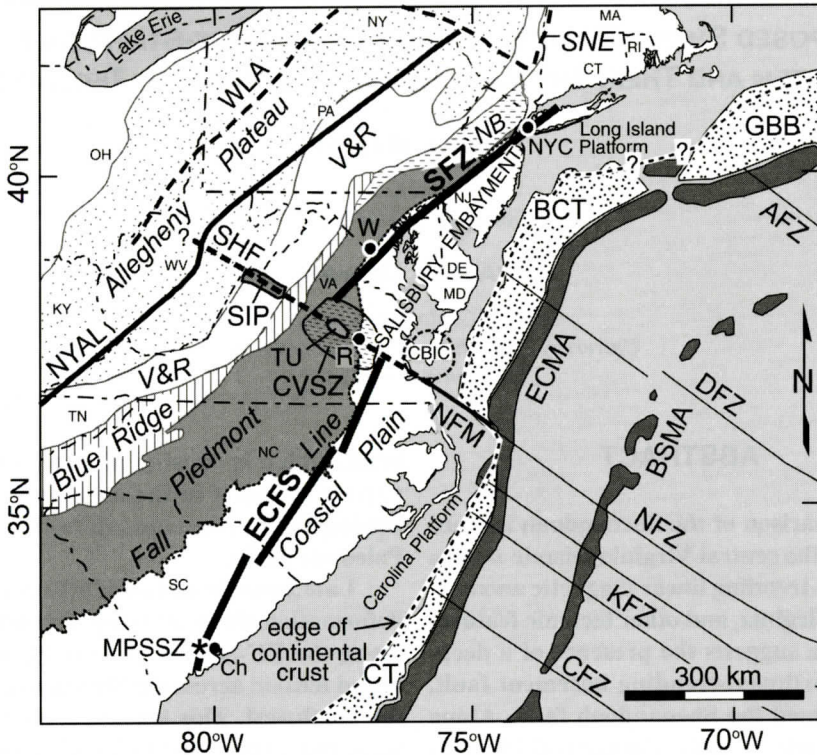 Lake Erie
NY
MA
SNE
RI
CT
WLA
PA
OH
Plateau
V&R
NB
NYC
Long Island
Platform
GBB
40°N
SFZ
?
?
NJ
BCT
AFZ
Allegheny
?
SHF
W
SALISBURY EMBAYMENT
WV
DE
VA
MD
KY
SIP
CBIC
ECMA
NYAL
TU
R
CVSZ
DFZ
N
V&R
TN
NFM
BSMA
Blue Ridge
Piedmont
NC
Line
Plain
ABSTRACT
35°N
ECFS
Coastal
NFZ
Fall
Carolina Platform
SC
KFZ
MPSSZ *
Ch
edge of
continental
crust
CT
CFZ
300 km
80°W
75°W
70°W